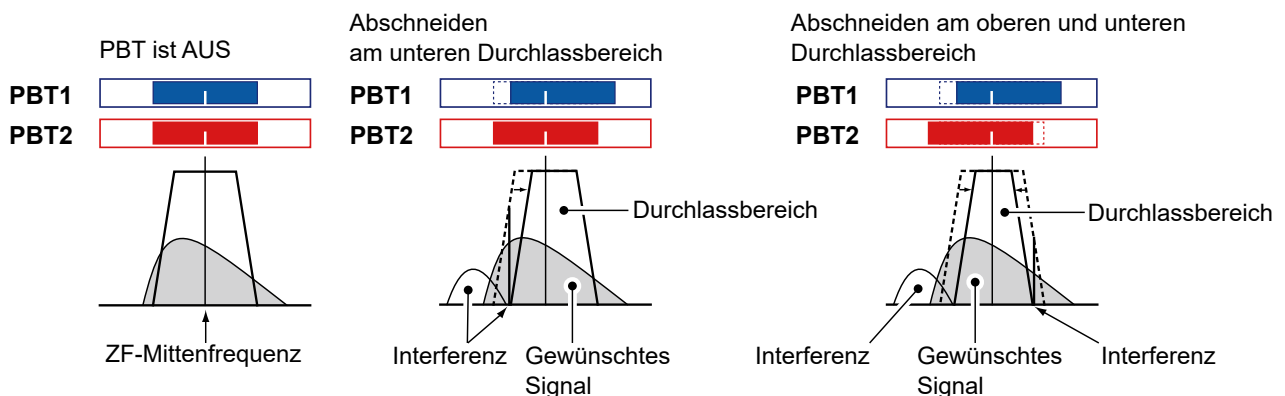 PBT ist AUS
PBT1
PBT2
ZF-Mittenfrequenz
Abschneiden
am unteren Durchlassbereich
PBT1
PBT2
Durchlassbereich
Interferenz
Gewünschtes
Signal
Abschneiden am oberen und unteren
Durchlassbereich
PBT1
PBT2
Durchlassbereich
Interferenz
Gewünschtes
Signal
Interferenz